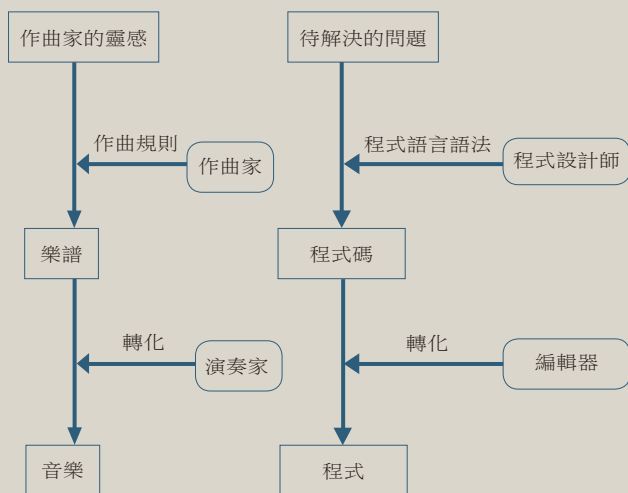 作曲家的靈感
待解決的問題
作曲規則
作曲家
程式語言語法
程式設計師
樂譜
程式碼
轉化
演奏家
轉化
編輯器
音樂
程式